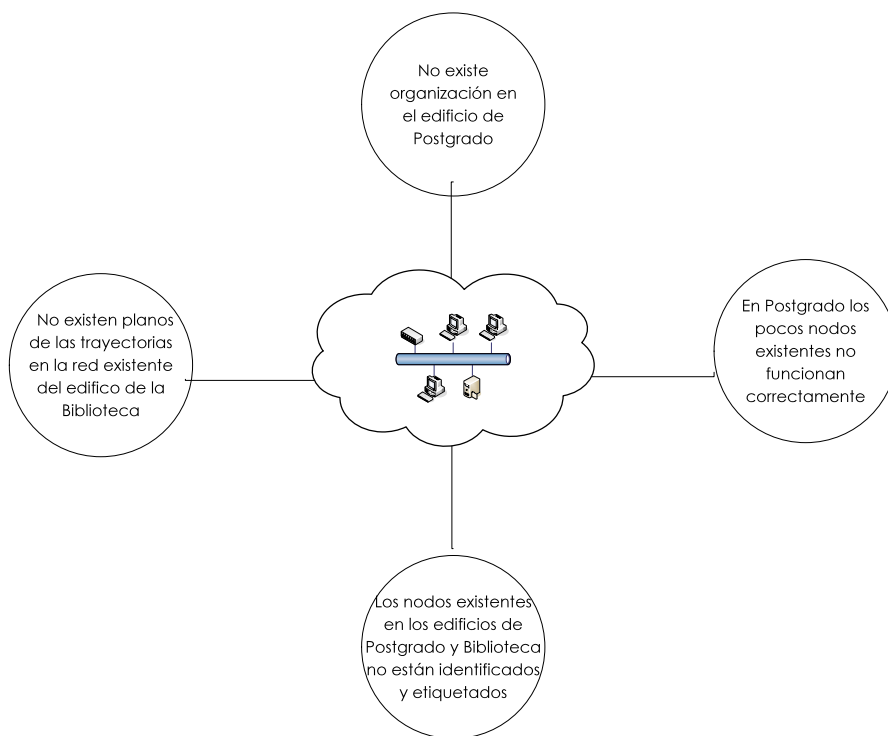 No existe
organización en
el edificio de
Postgrado
No existen planos
de las trayectorias
en la red existente
del edifico de la
Biblioteca
En Postgrado los
pocos nodos
existentes no
funcionan
correctamente
Los nodos existentes
en los edificios de
Postgrado y Biblioteca
no están identificados
y etiquetados